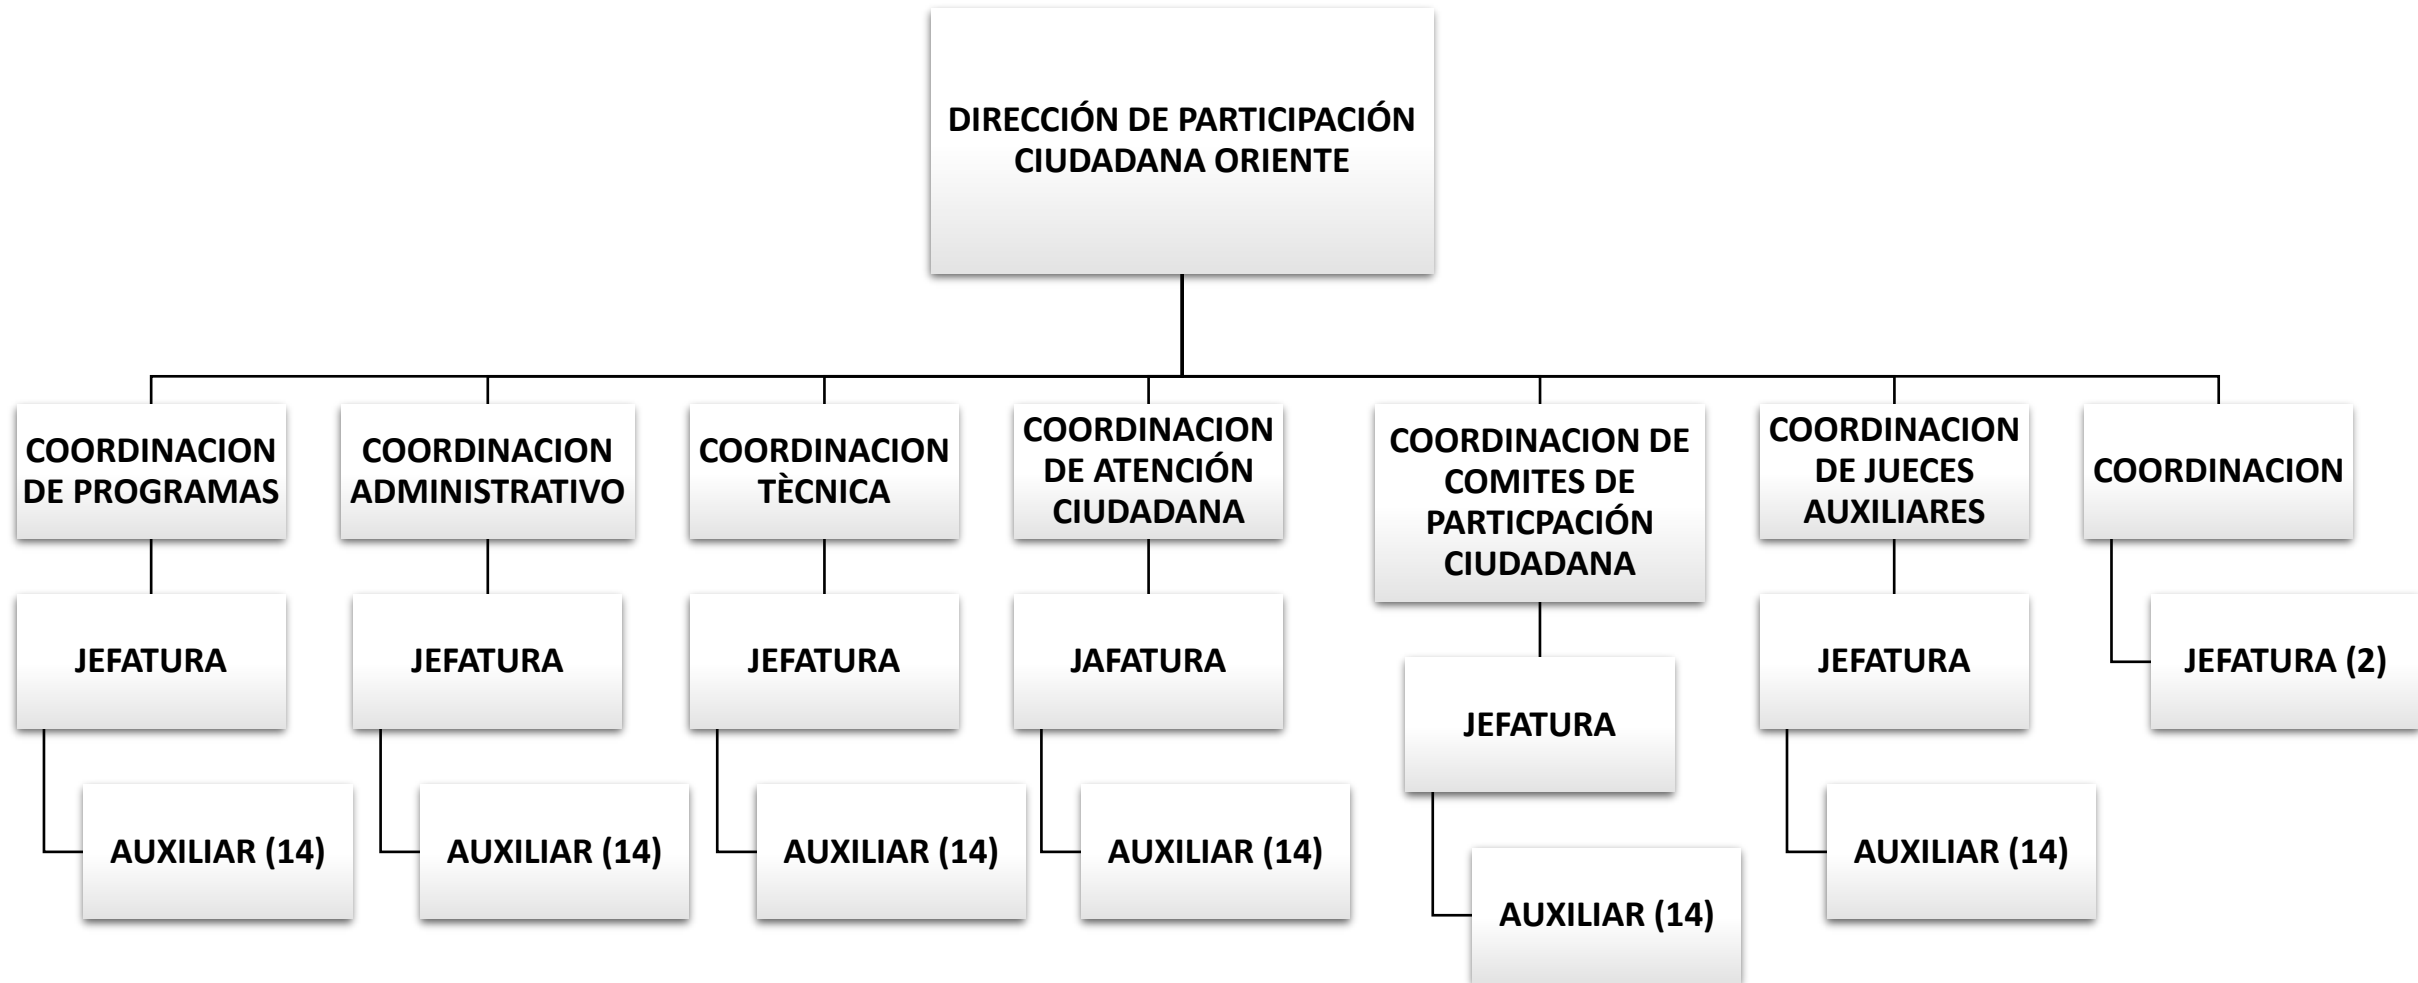 DIRECCIÓN DE PARTICIPACIÓN
CIUDADANA ORIENTE
COORDINACION
DE PROGRAMAS
COORDINACION
ADMINISTRATIVO
COORDINACION
TÈCNICA
COORDINACION
DE ATENCIÓN
CIUDADANA
COORDINACION DE
COMITES DE
PARTICPACIÓN
CIUDADANA
COORDINACION
DE JUECES
AUXILIARES
COORDINACION
JEFATURA
JEFATURA
JEFATURA
JAFATURA
JEFATURA
JEFATURA
JEFATURA (2)
AUXILIAR (14)
AUXILIAR (14)
AUXILIAR (14)
AUXILIAR (14)
AUXILIAR (14)
AUXILIAR (14)